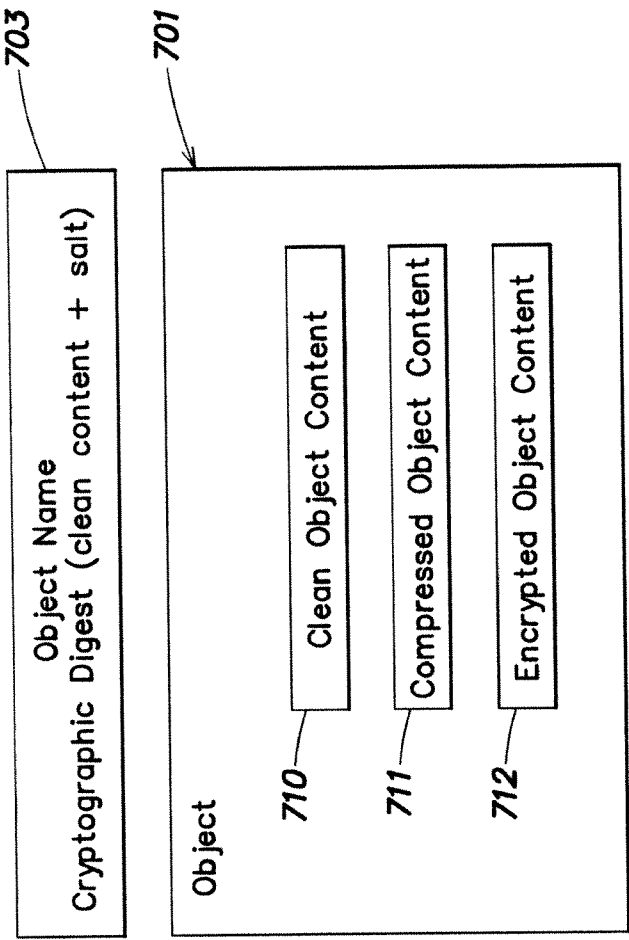 703
Object Name
Cryptographic Digest (clean content + salt)
701
Object
710
Clean Object Content
711
Compressed Object Content
712
Encrypted Object Content